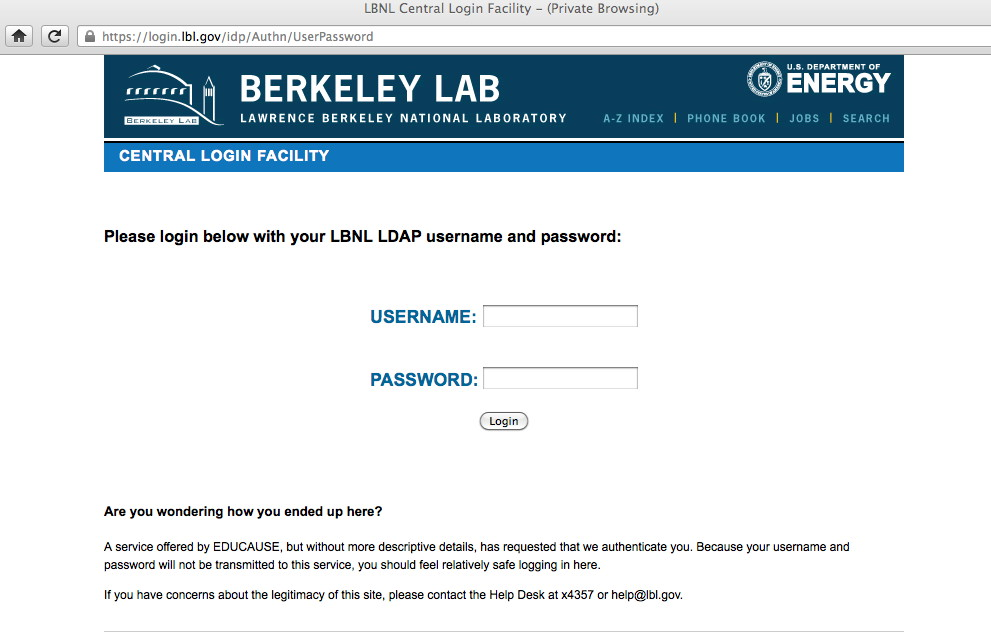 LBNL Central Login Facility – (Private Browsing)
https://login.lbl.gov/idp/Authn/UserPassword
BERKELEY LAB
BERKELEY LAB
LAWRENCE BERKELEY NATIONAL LABORATORY
U.S. DEPARTMENT OF
ENERGY
A-Z INDEX | PHONE BOOK | JOBS | SEARCH
CENTRAL LOGIN FACILITY
Please login below with your LBNL LDAP username and password:
USERNAME:
PASSWORD:
Login
Are you wondering how you ended up here?
A service offered by EDUCAUSE, but without more descriptive details, has requested that we authenticate you. Because your username and
password will not be transmitted to this service, you should feel relatively safe logging in here.
If you have concerns about the legitimacy of this site, please contact the Help Desk at x4357 or help@lbl.gov.